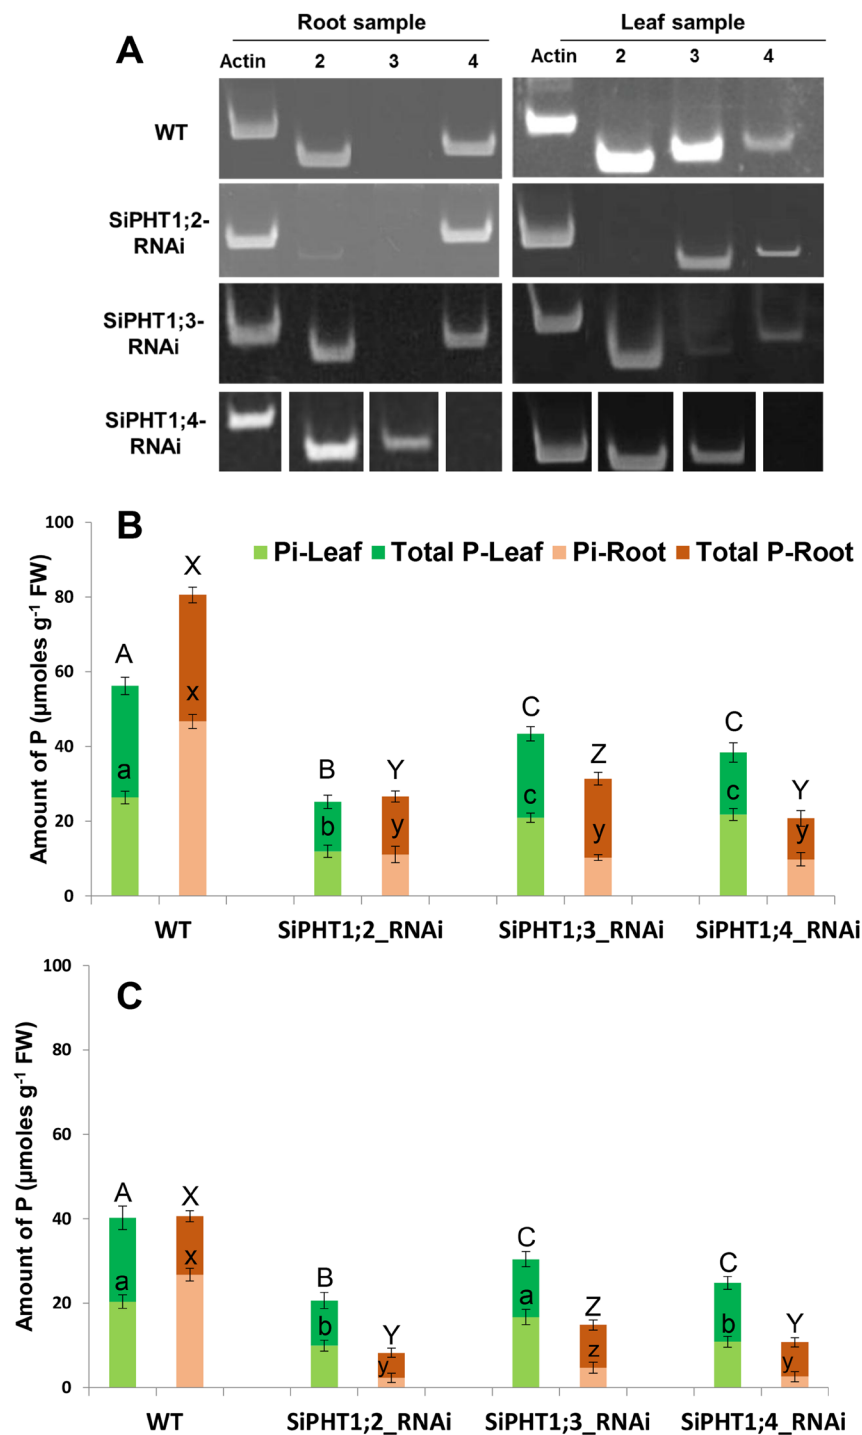 Root sample Leaf sample
A
Actin 2 3 4 Actin 2 3 4
WT
SiPHT1;2-
RNAi
SiPHT1;3-
RNAi
SiPHT1;4-
RNAi
B
Pi-Leaf Total P-Leaf Pi-Root Total P-Root
Amount of P (µmoles g-1 FW)
100
80
60
40
20
0
A X B Y C Z C Y
a x b y c y c y
WT SiPHT1;2_RNAi SiPHT1;3_RNAi SiPHT1;4_RNAi
C
Amount of P (µmoles g-1 FW)
100
80
60
40
20
0
A X B Y C Z C Y
a x b y a z b y
WT SiPHT1;2_RNAi SiPHT1;3_RNAi SiPHT1;4_RNAi